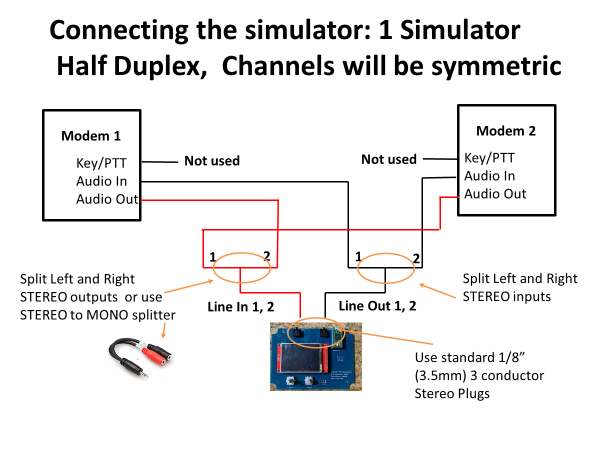 Connecting the simulator: 1 Simulator
Half Duplex, Channels will be symmetric
Modem 1
Key/PTT
Audio In
Audio Out
Not used
Modem 2
Not used
Key/PTT
Audio In
Audio Out
1
2
1
2
Split Left and Right
STEREO outputs or use
STEREO to MONO splitter
Line In 1, 2
Line Out 1, 2
Split Left and Right
STEREO inputs
Use standard 1/8”
(3.5mm) 3 conductor
Stereo Plugs